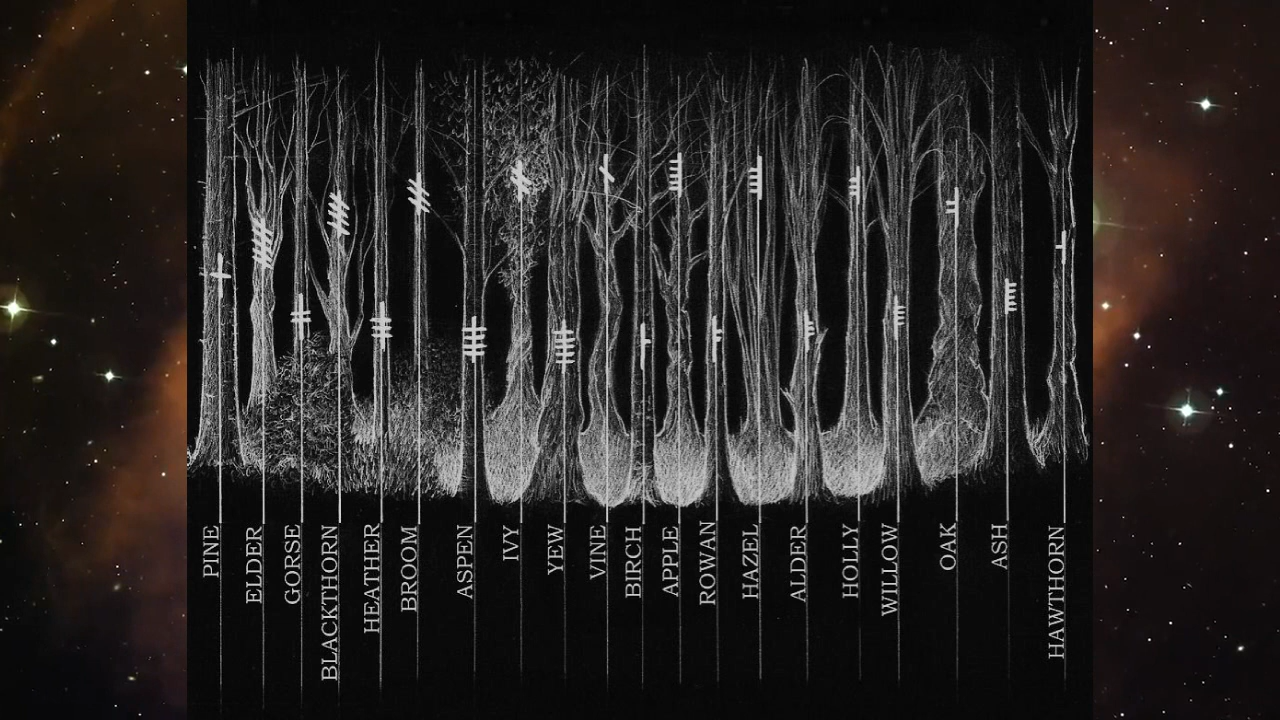 PINE
ELDER
GORSE
BLACKTHORN
HEATHER
BROOM
ASPEN
IVY
YEW
VINE
BIRCH
APPLE
ROWAN
HAZEL
ALDER
HOLLY
WILLOW
OAK
ASH
HAWTHORN